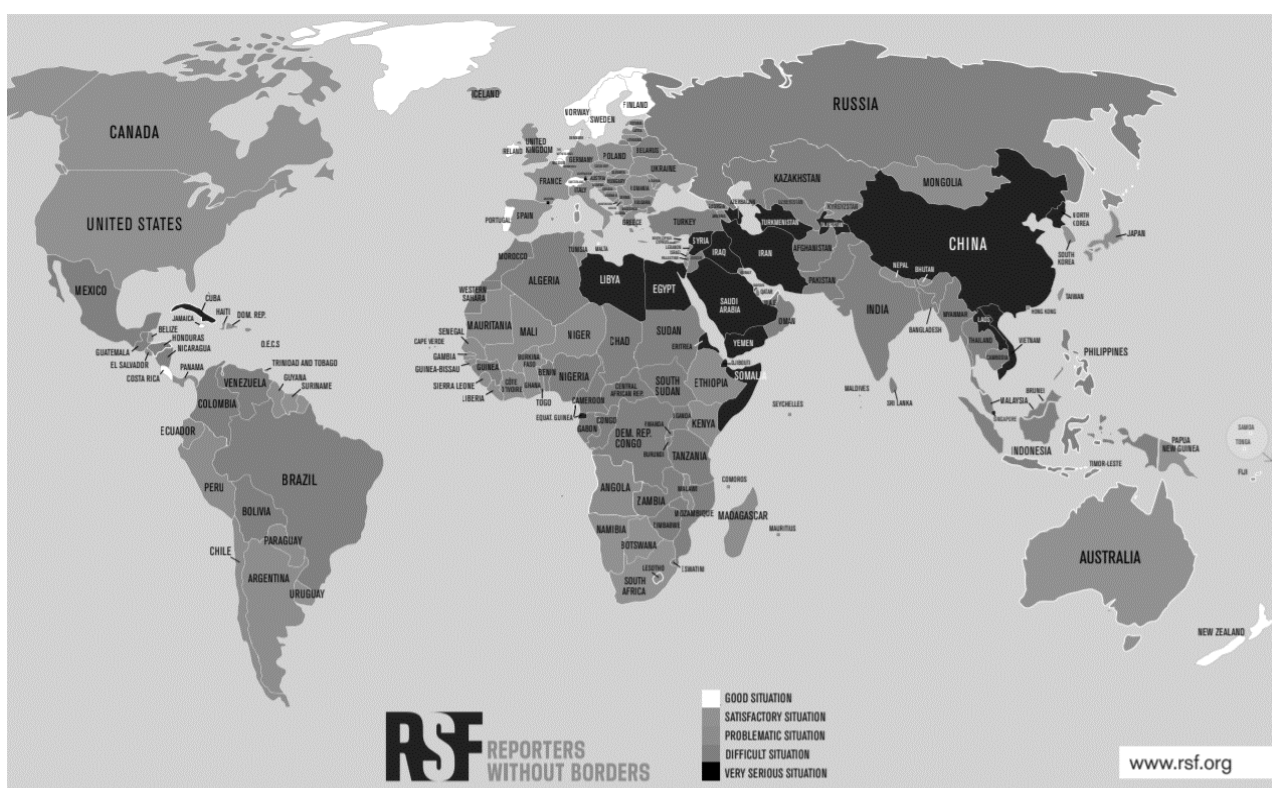 CANADA
UNITED STATES
MEXICO
CUBA
JAMAICA
HAITI
DOM. REP.
BELIZE
HONDURAS
GUATEMALA
NICARAGUA
EL SALVADOR
O.E.C.S
COSTA RICA
PANAMA
TRINIDAD AND TOBAGO
VENEZUELA
GUYANA
SURINAME
COLOMBIA
ECUADOR
PERU
BRAZIL
BOLIVIA
PARAGUAY
CHILE
ARGENTINA
URUGUAY
ICELAND
NORWAY
SWEDEN
FINLAND
IRELAND
UNITED
KINGDOM
GERMANY
POLAND
BELARUS
UKRAINE
FRANCE
AUSTRIA
ITALY
PORTUGAL
SPAIN
GREECE
TURKEY
RUSSIA
KAZAKHSTAN
MONGOLIA
AZERBAIJAN
TURKMENISTAN
KYRGYZSTAN
CHINA
NORTH
KOREA
SOUTH
KOREA
JAPAN
MOROCCO
TUNISIA
MALTA
ALGERIA
LIBYA
EGYPT
SYRIA
IRAQ
IRAN
AFGHANISTAN
PAKISTAN
NEPAL
BHUTAN
INDIA
BANGLADESH
MYANMAR
LAOS
TAIWAN
HONG KONG
THAILAND
VIETNAM
CAMBODIA
PHILIPPINES
SAUDI
ARABIA
QATAR
OMAN
YEMEN
WESTERN
SAHARA
MAURITANIA
MALI
NIGER
CHAD
SUDAN
ERITREA
DJIBOUTI
SENEGAL
CAPE VERDE
GAMBIA
GUINEA-BISSAU
GUINEA
SIERRA LEONE
LIBERIA
CÔTE
D'IVOIRE
BURKINA
FASO
GHANA
TOGO
BENIN
NIGERIA
CAMEROON
EQUAT. GUINEA
CENTRAL
AFRICAN REP.
SOUTH
SUDAN
ETHIOPIA
SOMALIA
GABON
CONGO
DEM. REP.
CONGO
UGANDA
RWANDA
BURUNDI
KENYA
TANZANIA
SEYCHELLES
COMOROS
ANGOLA
ZAMBIA
MALAWI
MOZAMBIQUE
ZIMBABWE
MADAGASCAR
MAURITIUS
NAMIBIA
BOTSWANA
SOUTH
AFRICA
LESOTHO
ESWATINI
MALDIVES
SRI LANKA
BRUNEI
MALAYSIA
SINGAPORE
INDONESIA
TIMOR-LESTE
PAPUA
NEW GUINEA
SAMOA
TONGA
FIJI
AUSTRALIA
NEW ZEALAND
RSF REPORTERS
WITHOUT BORDERS
GOOD SITUATION
SATISFACTORY SITUATION
PROBLEMATIC SITUATION
DIFFICULT SITUATION
VERY SERIOUS SITUATION
www.rsf.org